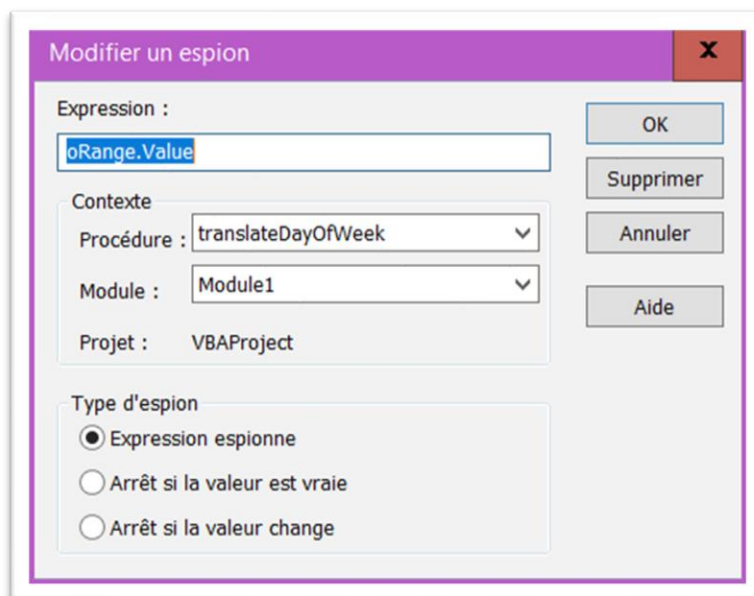 Modifier un espion
x
Expression :
oRange.Value
OK
Supprimer
Annuler
Aide
Contexte
Procédure : translateDayOfWeek
Module : Module1
Projet : VBAProject
Type d'espion
Expression espionne
Arrêt si la valeur est vraie
Arrêt si la valeur change